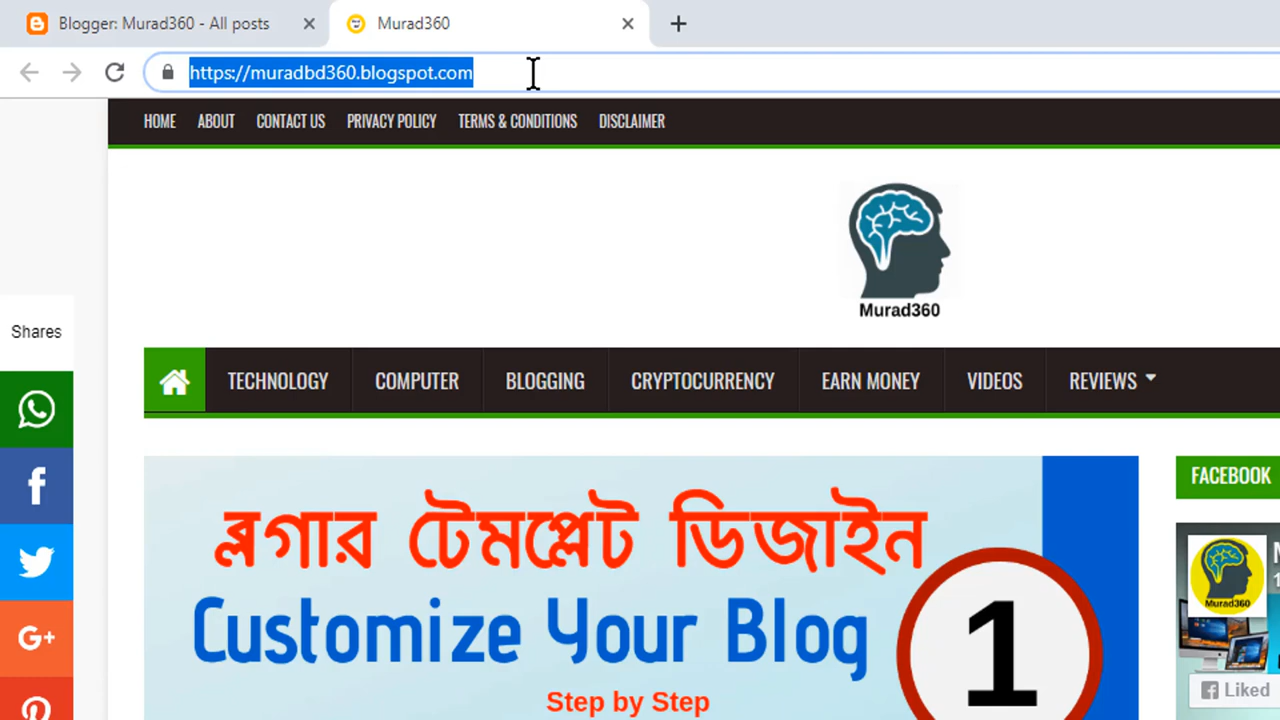 Blogger: Murad360 - All posts
Murad360
https://muradbd360.blogspot.com
HOME ABOUT CONTACT US PRIVACY POLICY TERMS & CONDITIONS DISCLAIMER
Murad360
Shares
TECHNOLOGY COMPUTER BLOGGING CRYPTOCURRENCY EARN MONEY VIDEOS REVIEWS
ব্লগার টেমপ্লেট ডিজাইন
Customize Your Blog
1
Step by Step
FACEBOOK
Murad360
Liked